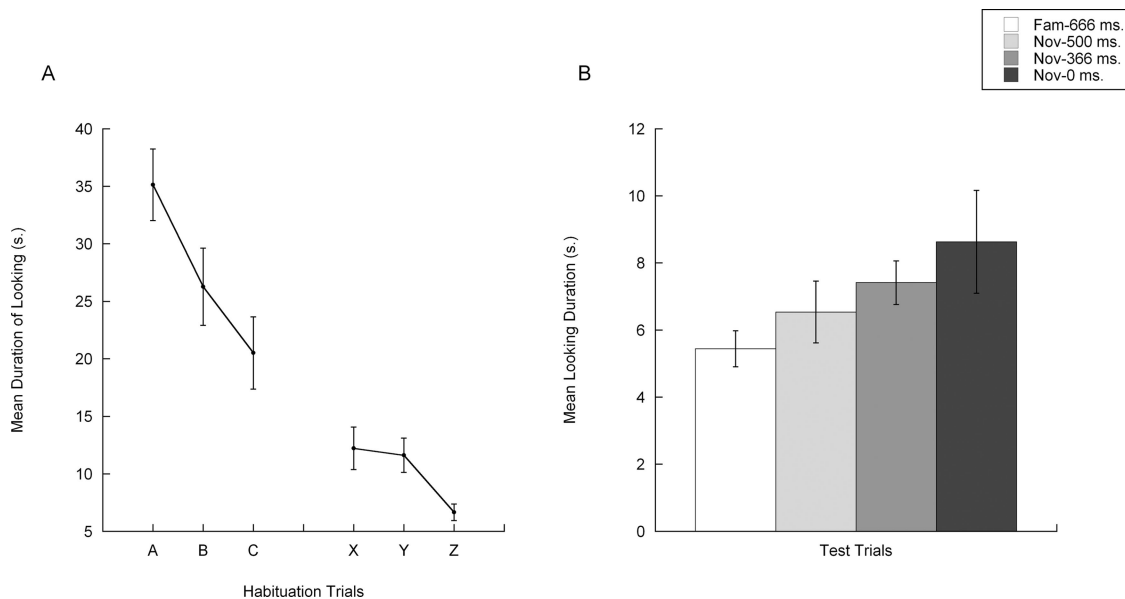 Fam-666 ms.
Nov-500 ms.
Nov-366 ms.
Nov-0 ms.
A
Mean Duration of Looking (s.)
40
35
30
25
20
15
10
5
A B C X Y Z
Habituation Trials
B
Mean Looking Duration (s.)
12
10
8
6
4
2
0
Test Trials